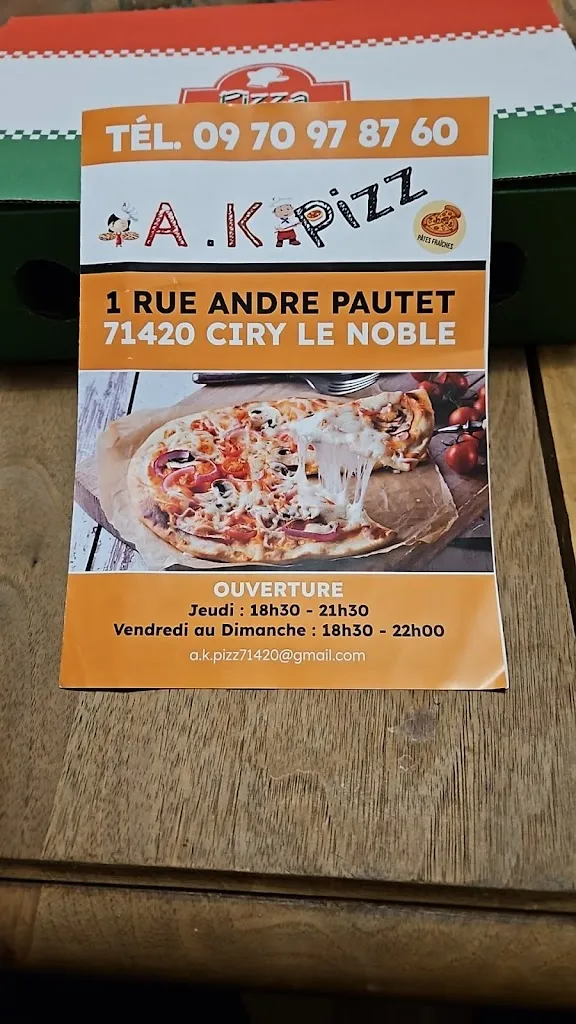 Pizza
TÉL. 09 70 97 87 60
A.K Pizz
PÂTES FRAÎCHES
1 RUE ANDRE PAUTET
71420 CIRY LE NOBLE
OUVERTURE
Jeudi : 18h30 - 21h30
Vendredi au Dimanche : 18h30 - 22h00
a.k.pizz71420@gmail.com